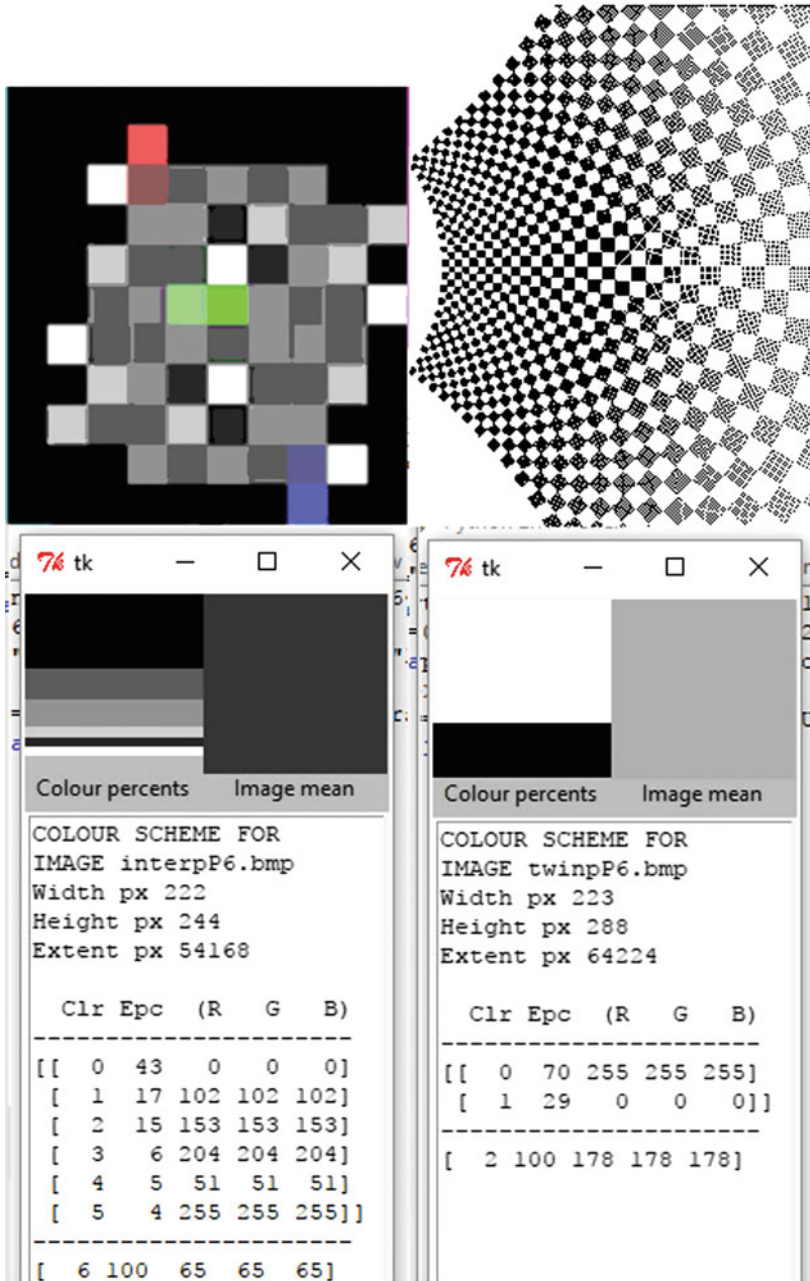 tk
Colour percents Image mean
COLOUR SCHEME FOR
IMAGE interpP6.bmp
Width px 222
Height px 244
Extent px 54168
Clr Epc (R G B)
----------------------
[[ 0 43 0 0 0]
[ 1 17 102 102 102]
[ 2 15 153 153 153]
[ 3 6 204 204 204]
[ 4 5 51 51 51]
[ 5 4 255 255 255]]
----------------------
[ 6 100 65 65 65]
tk
Colour percents Image mean
COLOUR SCHEME FOR
IMAGE twinpP6.bmp
Width px 223
Height px 288
Extent px 64224
Clr Epc (R G B)
----------------------
[[ 0 70 255 255 255]
[ 1 29 0 0 0]]
----------------------
[ 2 100 178 178 178]